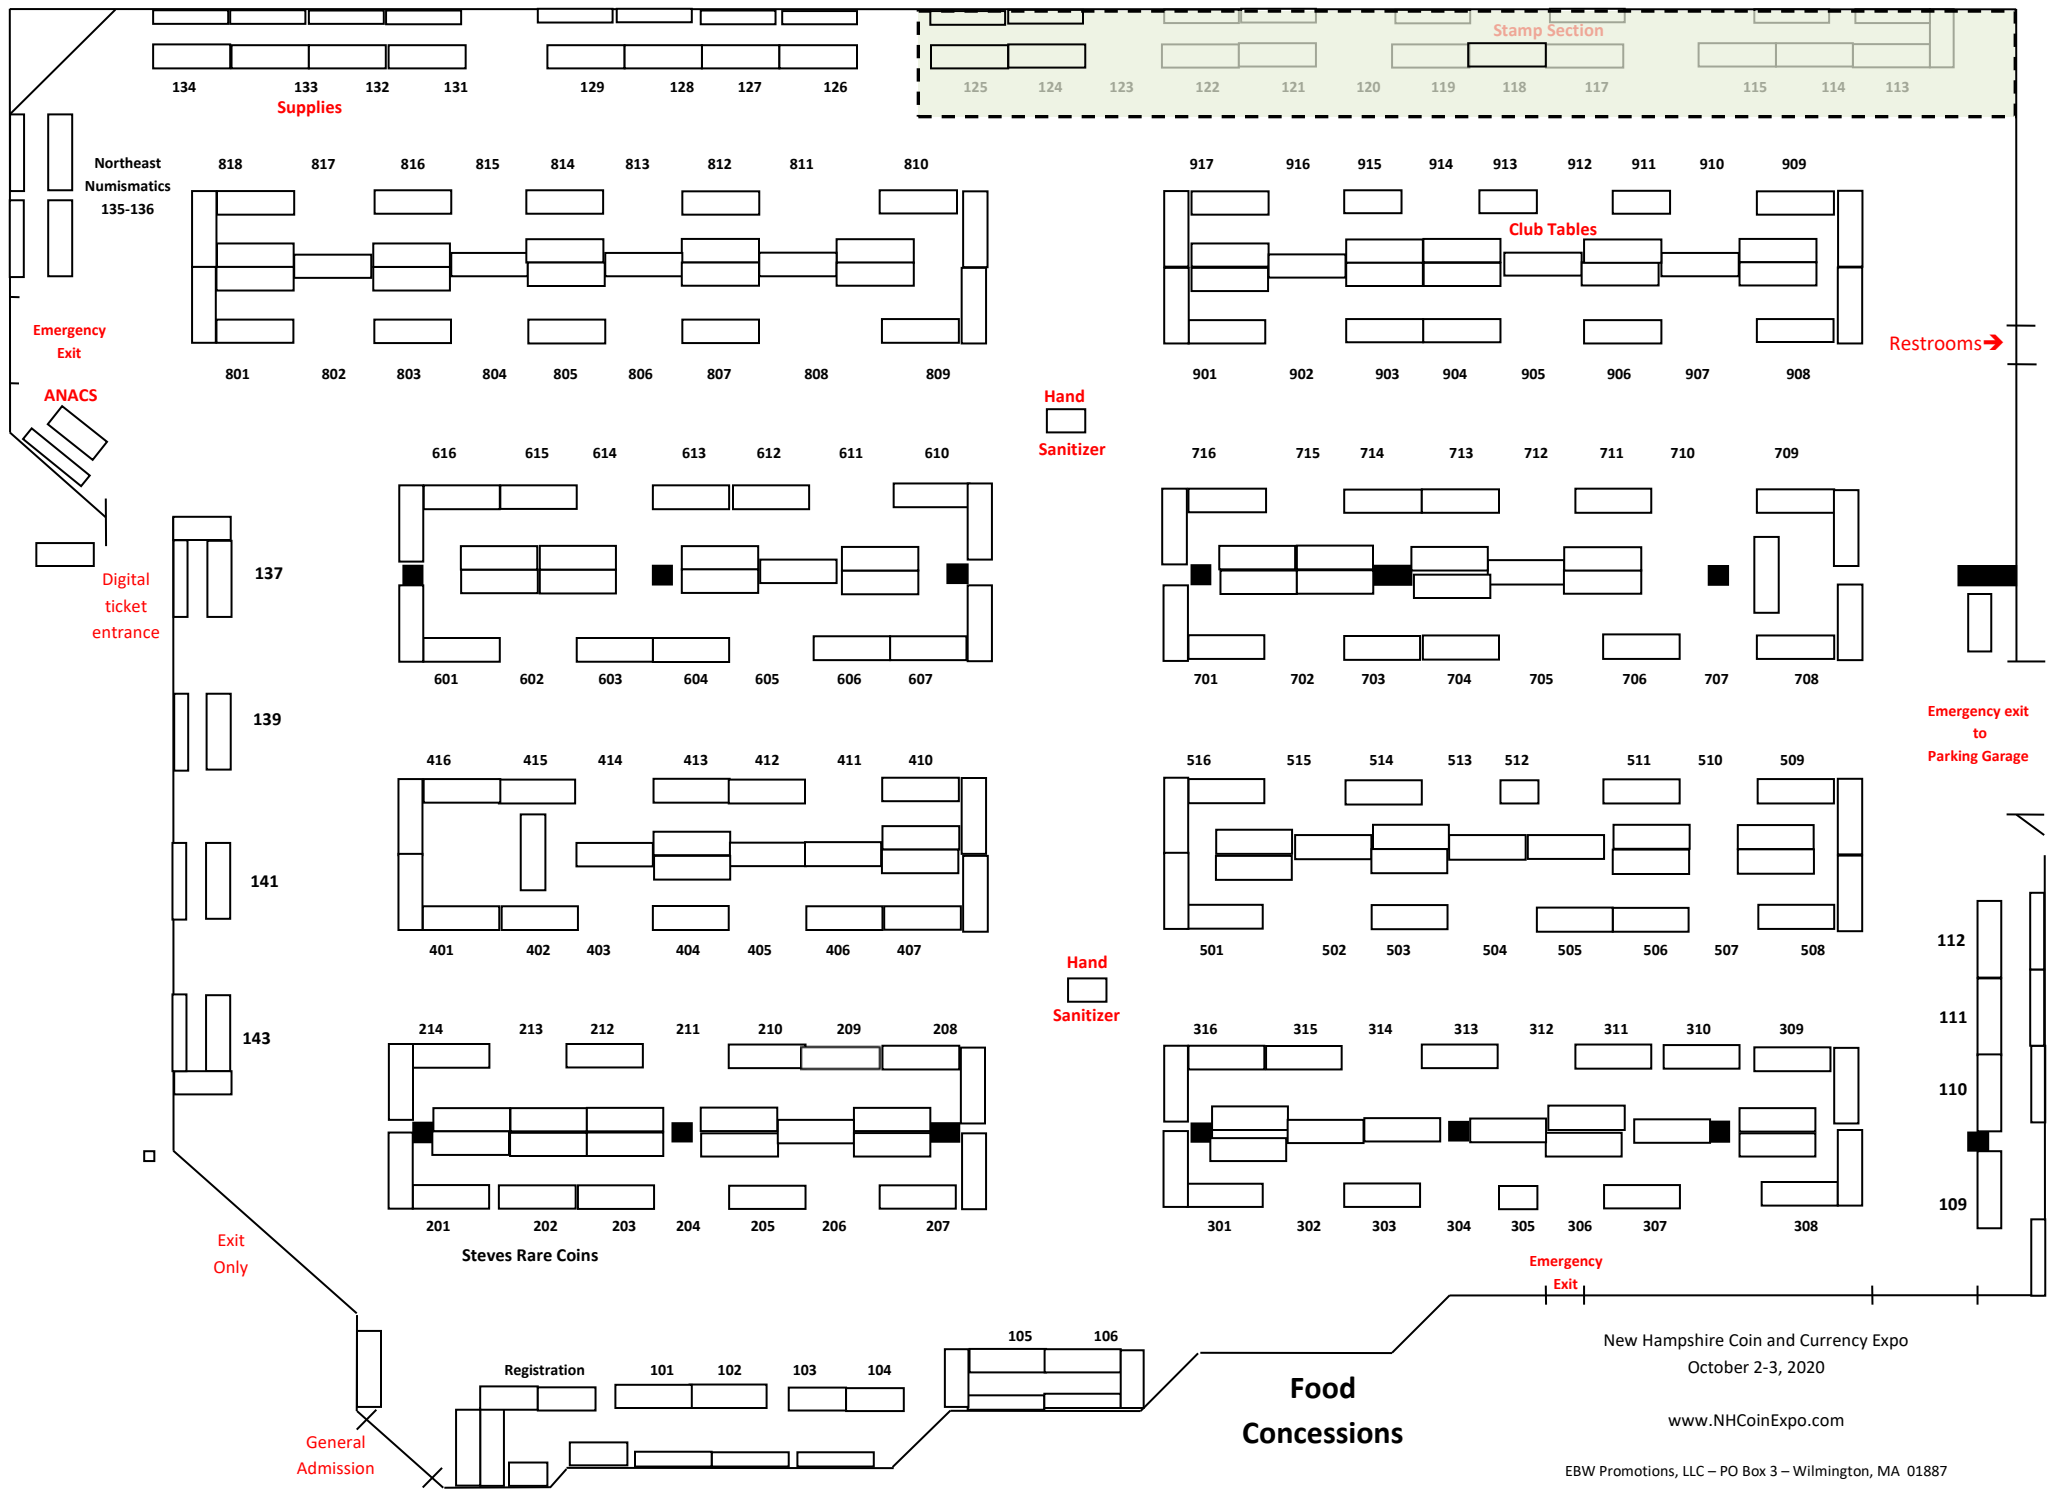 Stamp Section
134 133 132 131 129 128 127 126 125 124 123 122 121 120 119 118 117 115 114 113
Supplies
Northeast
Numismatics
135-136
818 817 816 815 814 813 812 811 810 917 916 915 914 913 912 911 910 909
Club Tables
Emergency
Exit
Restrooms➔
801 802 803 804 805 806 807 808 809 901 902 903 904 905 906 907 908
ANACS
Hand
Sanitizer
616 615 614 613 612 611 610 716 715 714 713 712 711 710 709
137
Digital
ticket
entrance
601 602 603 604 605 606 607 701 702 703 704 705 706 707 708
139
Emergency exit
to
Parking Garage
416 415 414 413 412 411 410 516 515 514 513 512 511 510 509
141
401 402 403 404 405 406 407 501 502 503 504 505 506 507 508
112
Hand
Sanitizer
111
214 213 212 211 210 209 208 316 315 314 313 312 311 310 309
143
110
109
201 202 203 204 205 206 207 301 302 303 304 305 306 307 308
Steves Rare Coins
Exit
Only
Emergency
Exit
105 106
Registration 101 102 103 104
General
Admission
Food
Concessions
New Hampshire Coin and Currency Expo
October 2-3, 2020
www.NHCoinExpo.com
EBW Promotions, LLC – PO Box 3 – Wilmington, MA 01887